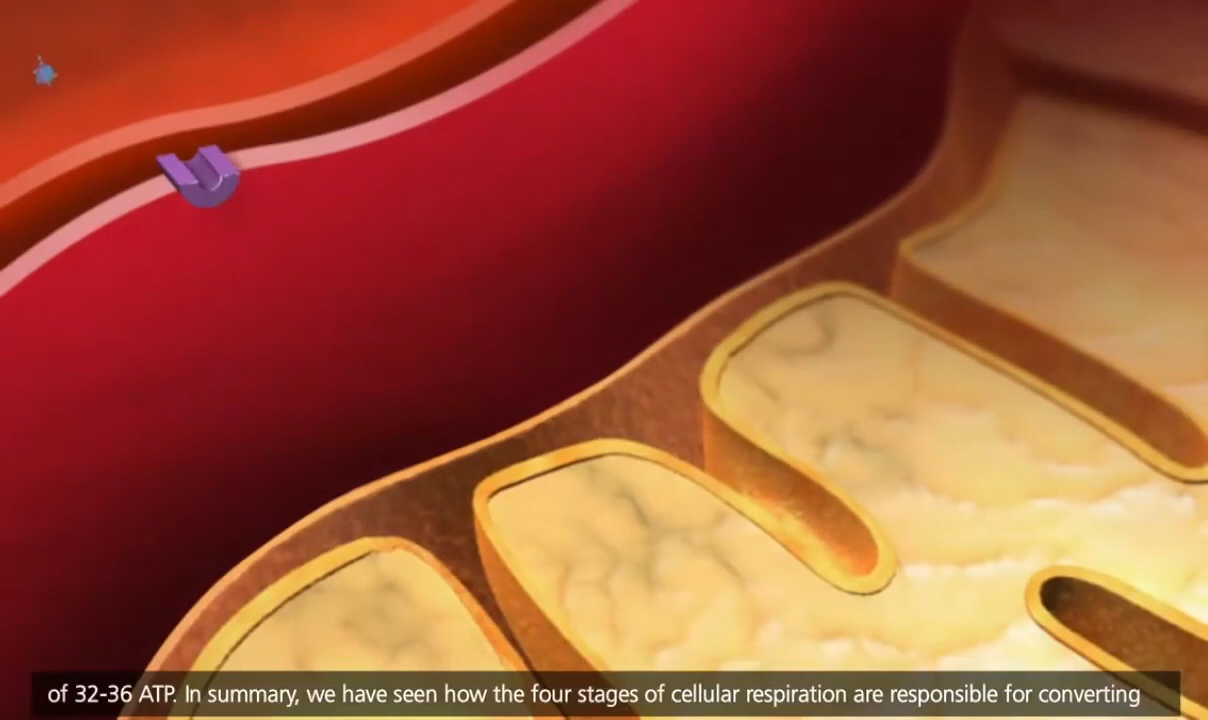 of 32-36 ATP. In summary, we have seen how the four stages of cellular respiration are responsible for converting